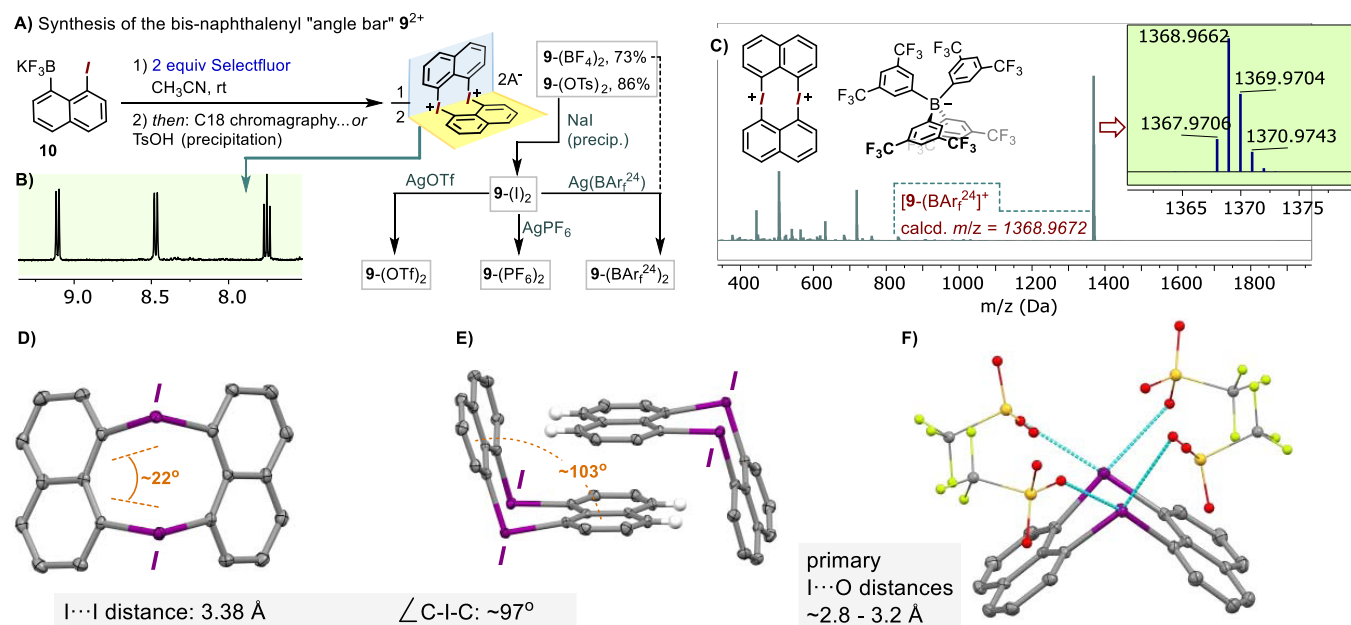 A) Synthesis of the bis-naphthalenyl "angle bar" 9²⁺
KF₃B
I
10
1) 2 equiv Selectfluor
CH₃CN, rt
2) then: C18 chromagraphy...or
TsOH (precipitation)
1
2
I
+
I
+
2A⁻
9-(BF₄)₂, 73%
9-(OTs)₂, 86%
NaI
(precip.)
AgOTf
9-(I)₂
Ag(BArf²⁴)
AgPF₆
9-(OTf)₂
9-(PF₆)₂
9-(BArf²⁴)₂
B)
9.0
8.5
8.0
C)
+
I
I
+
CF₃
F₃C
CF₃
F₃C
CF₃
B⁻
F₃C
CF₃
F₃C
F₃C
CF₃
[9-(BArf²⁴]⁺
calcd. m/z = 1368.9672
400
600
800
1000
1200
1400
1600
1800
m/z (Da)
1368.9662
1369.9704
1367.9706
1370.9743
1365
1370
1375
D)
I
~22º
I
I···I distance: 3.38 Å
∠C-I-C: ~97º
E)
I
I
~103º
I
I
F)
primary
I···O distances
~2.8 - 3.2 Å